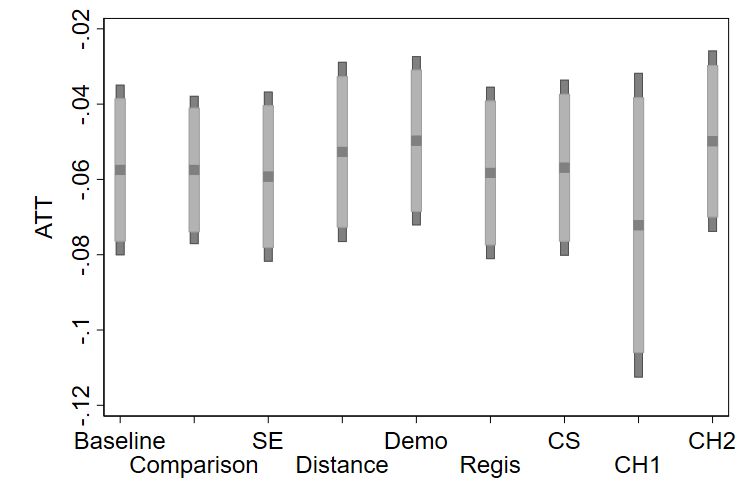 ATT
-.02
-.04
-.06
-.08
-.1
-.12
Baseline SE Demo CS CH2
Comparison Distance Regis CH1